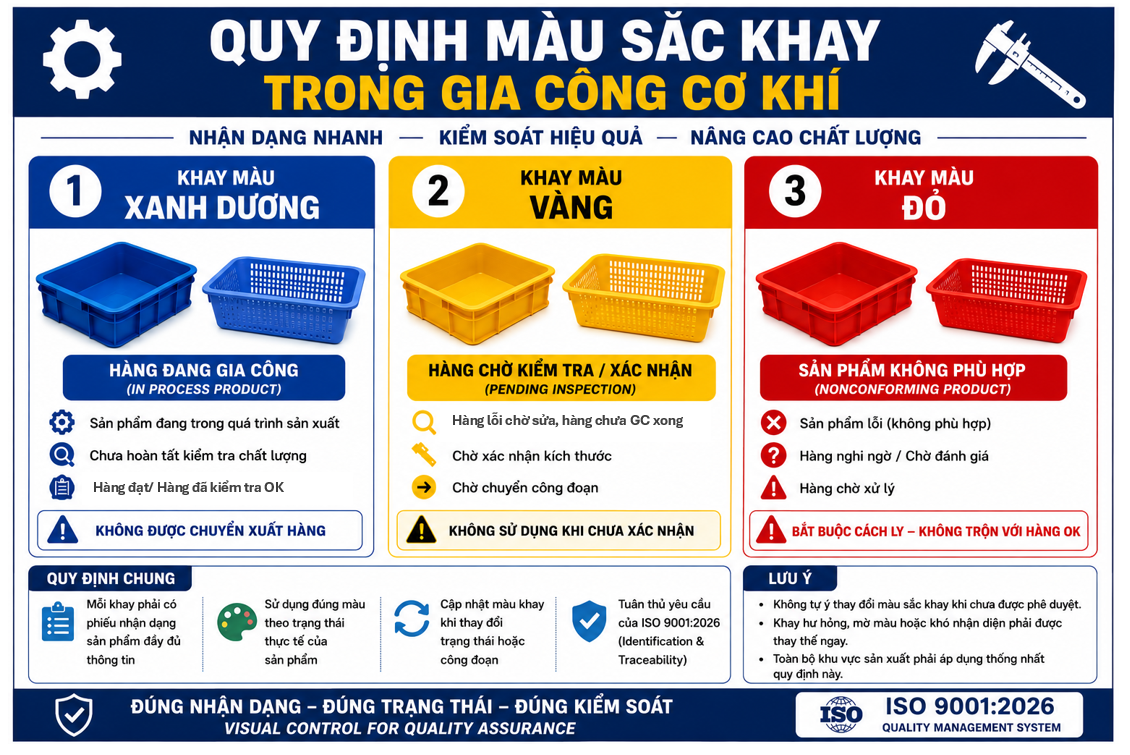 QUY ĐỊNH MÀU SẮC KHAY
TRONG GIA CÔNG CƠ KHÍ
NHẬN DẠNG NHANH — KIỂM SOÁT HIỆU QUẢ — NÂNG CAO CHẤT LƯỢNG
1
KHAY MÀU
XANH DƯƠNG
HÀNG ĐANG GIA CÔNG
(IN PROCESS PRODUCT)
Sản phẩm đang trong quá trình sản xuất
Chưa hoàn tất kiểm tra chất lượng
Hàng đạt/ Hàng đã kiểm tra OK
KHÔNG ĐƯỢC CHUYỂN XUẤT HÀNG
2
KHAY MÀU
VÀNG
HÀNG CHỜ KIỂM TRA / XÁC NHẬN
(PENDING INSPECTION)
Hàng lỗi chờ sửa, hàng chưa GC xong
Chờ xác nhận kích thước
Chờ chuyển công đoạn
KHÔNG SỬ DỤNG KHI CHƯA XÁC NHẬN
3
KHAY MÀU
ĐỎ
SẢN PHẨM KHÔNG PHÙ HỢP
(NONCONFORMING PRODUCT)
Sản phẩm lỗi (không phù hợp)
Hàng nghi ngờ / Chờ đánh giá
Hàng chờ xử lý
BẮT BUỘC CÁCH LY – KHÔNG TRỘN VỚI HÀNG OK
QUY ĐỊNH CHUNG
Mỗi khay phải có
phiếu nhận dạng
sản phẩm đầy đủ
thông tin
Sử dụng đúng màu
theo trạng thái
thực tế của
sản phẩm
Cập nhật màu khay
khi thay đổi
trạng thái hoặc
công đoạn
Tuân thủ yêu cầu
của ISO 9001:2026
(Identification &
Traceability)
LƯU Ý
• Không tự ý thay đổi màu sắc khay khi chưa được phê duyệt.
• Khay hư hỏng, mờ màu hoặc khó nhận diện phải được
thay thế ngay.
• Toàn bộ khu vực sản xuất phải áp dụng thống nhất
quy định này.
ĐÚNG NHẬN DẠNG – ĐÚNG TRẠNG THÁI – ĐÚNG KIỂM SOÁT
VISUAL CONTROL FOR QUALITY ASSURANCE
ISO
ISO 9001:2026
QUALITY MANAGEMENT SYSTEM